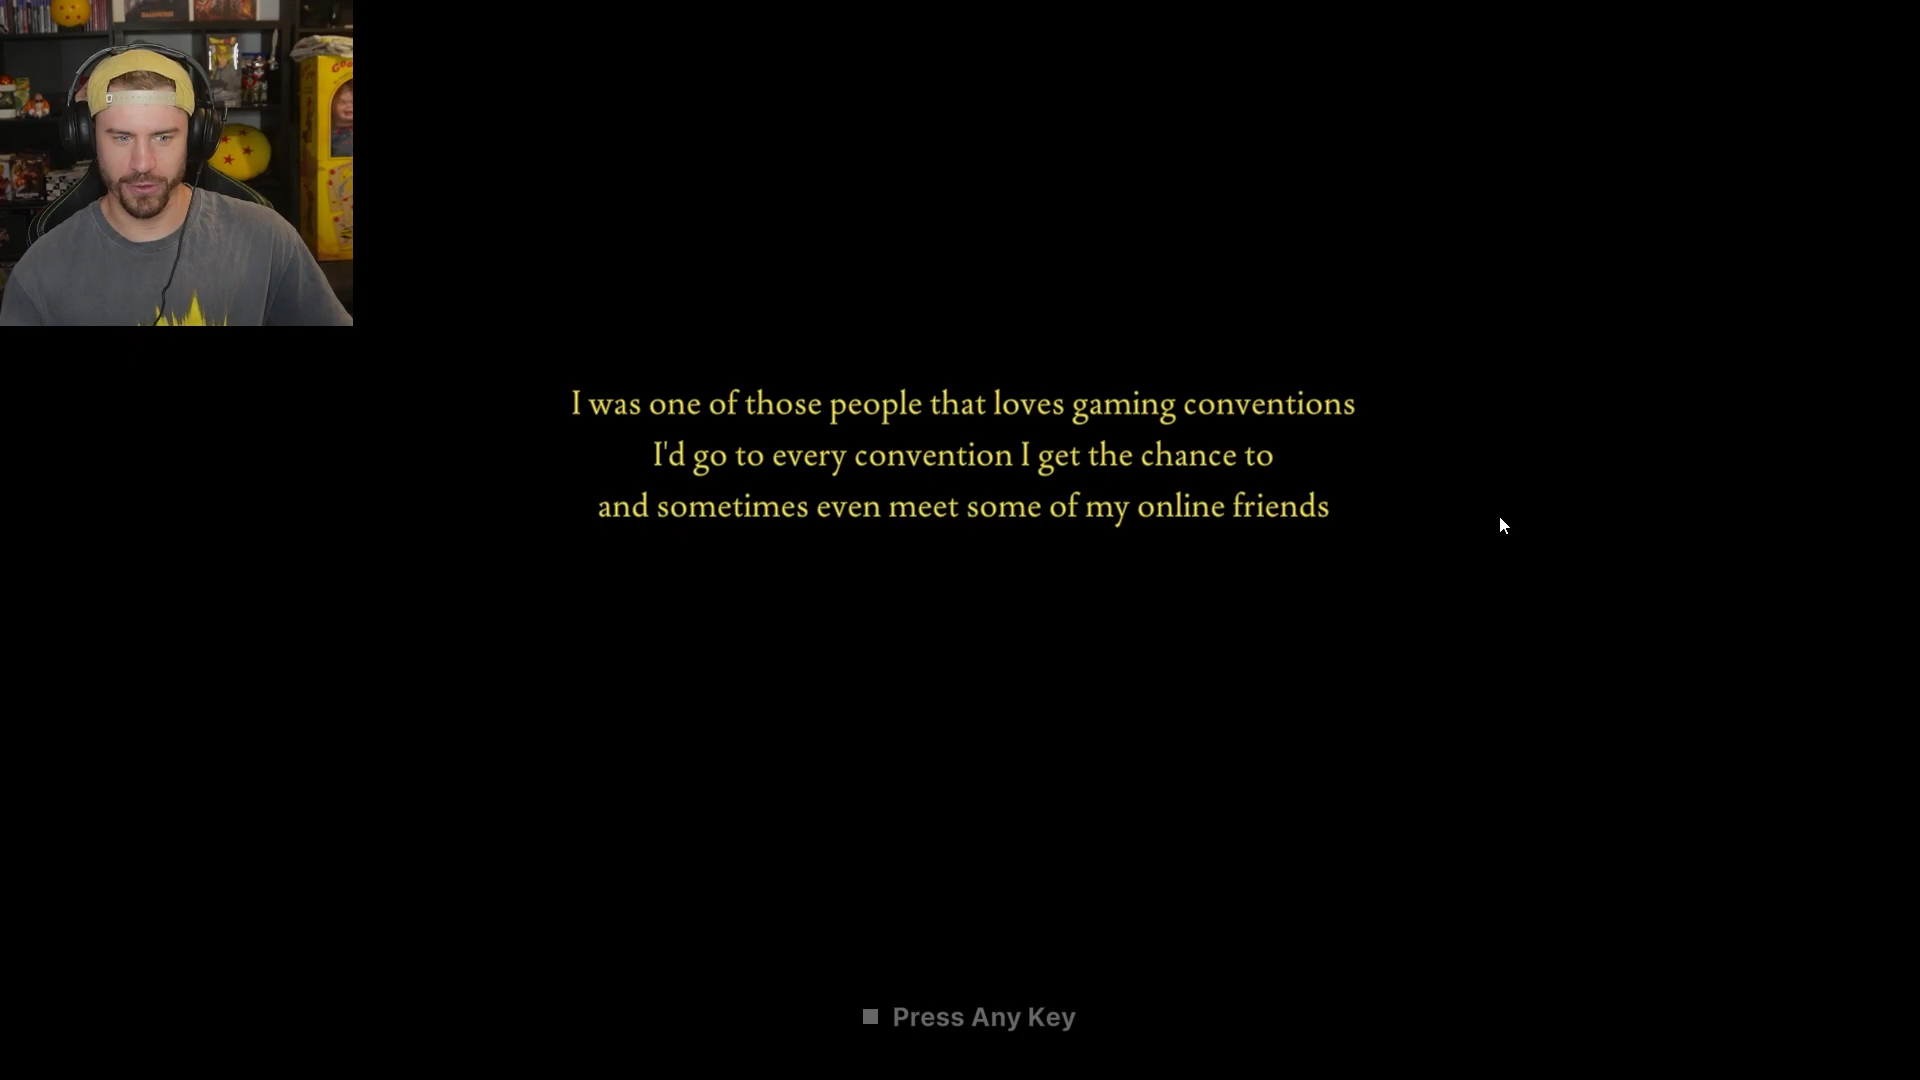 I was one of those people that loves gaming conventions
I'd go to every convention I get the chance to
and sometimes even meet some of my online friends
Press Any Key